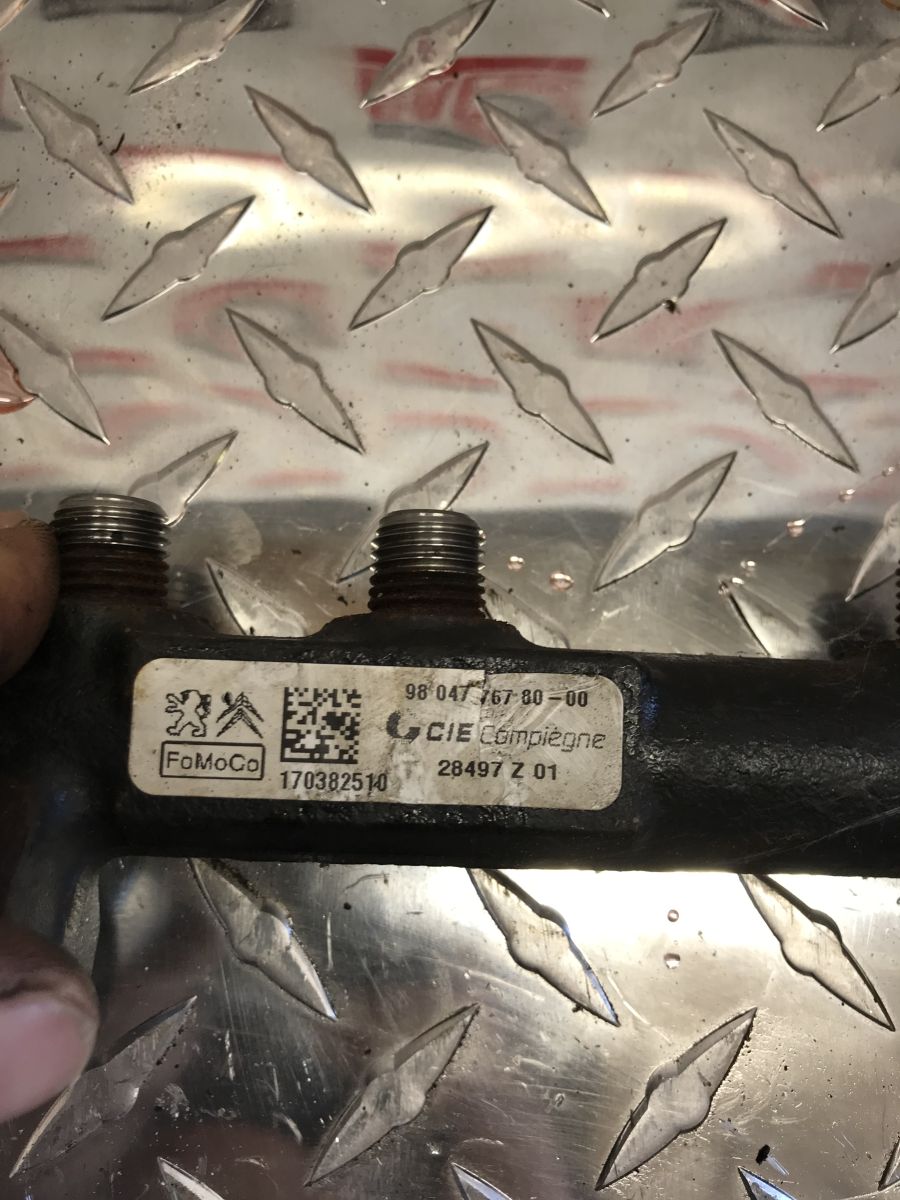 98 047 767 80-00
CIE Compiègne
FoMoCo
170382510
28497 Z 01